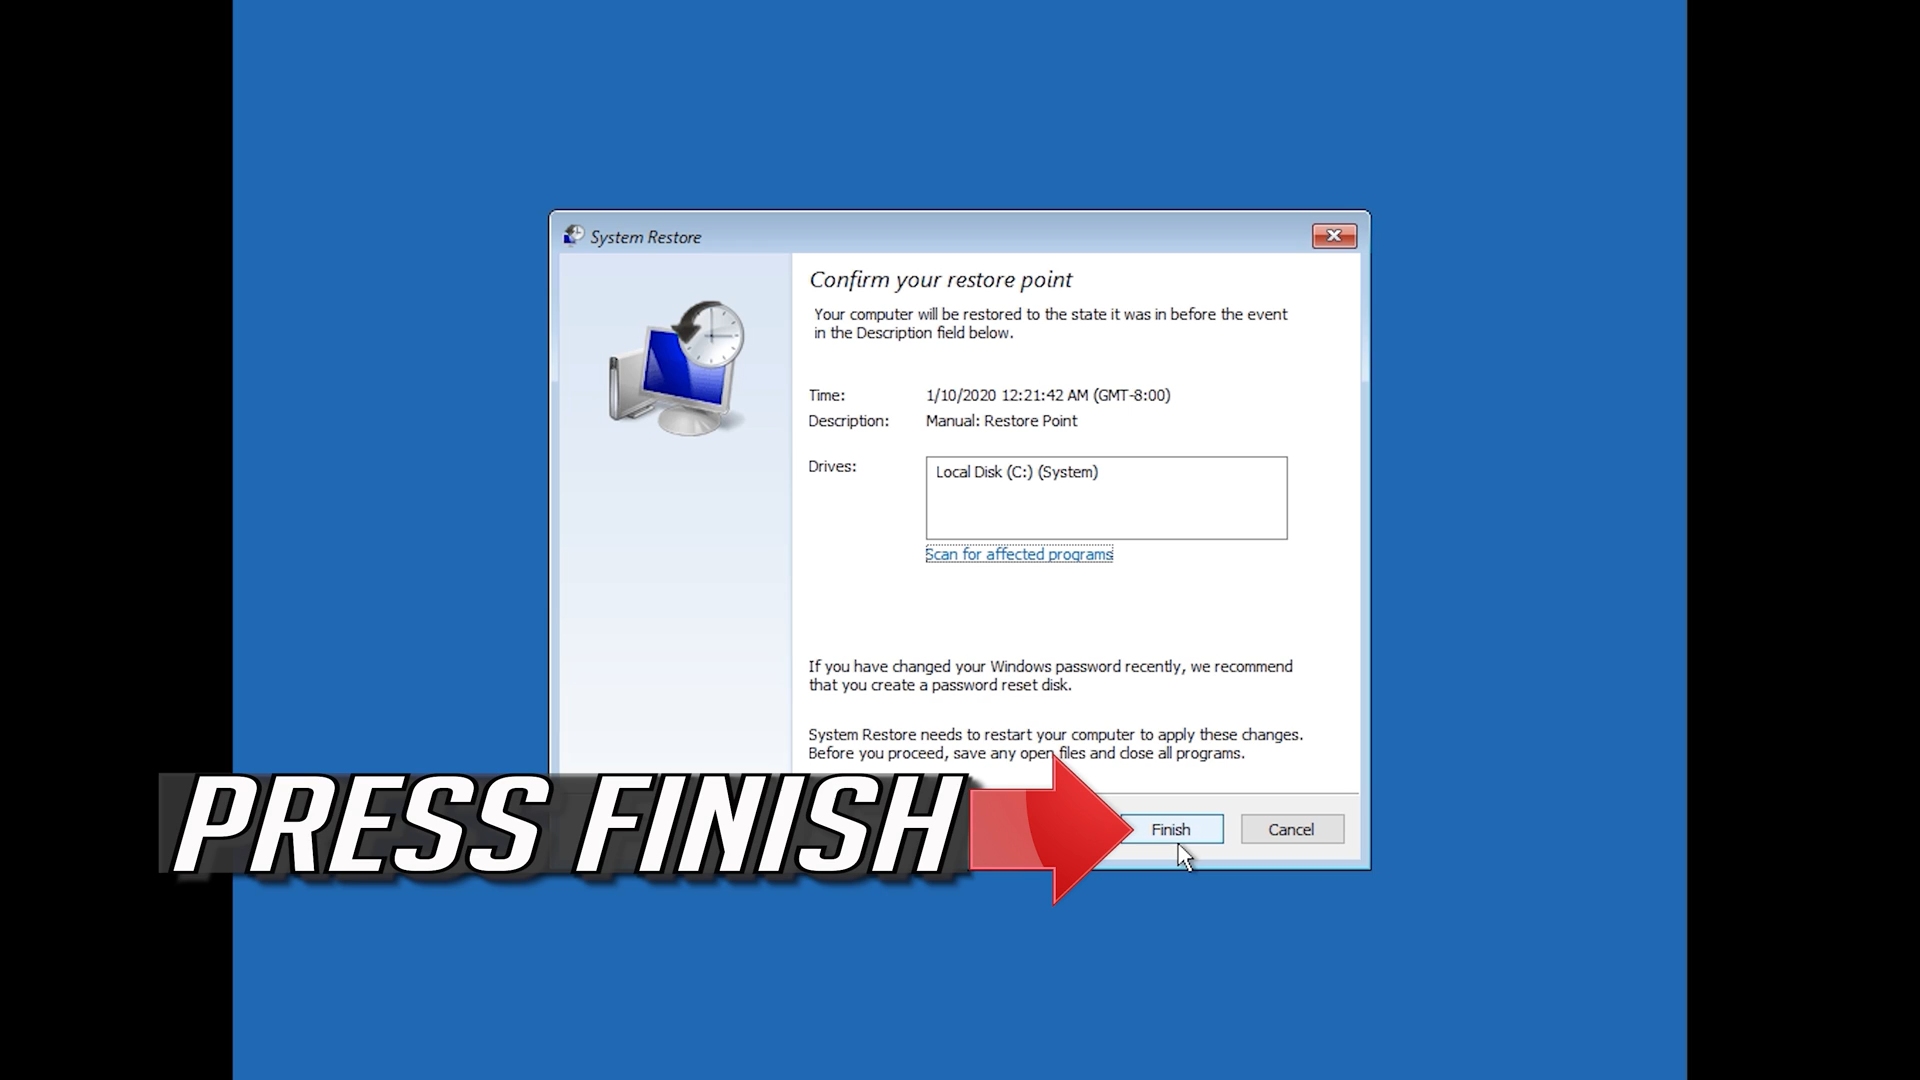 System Restore
Confirm your restore point
Your computer will be restored to the state it was in before the event
in the Description field below.
Time: 1/10/2020 12:21:42 AM (GMT-8:00)
Description: Manual: Restore Point
Drives: Local Disk (C:) (System)
Scan for affected programs
If you have changed your Windows password recently, we recommend
that you create a password reset disk.
System Restore needs to restart your computer to apply these changes.
Before you proceed, save any open files and close all programs.
PRESS FINISH
Finish Cancel